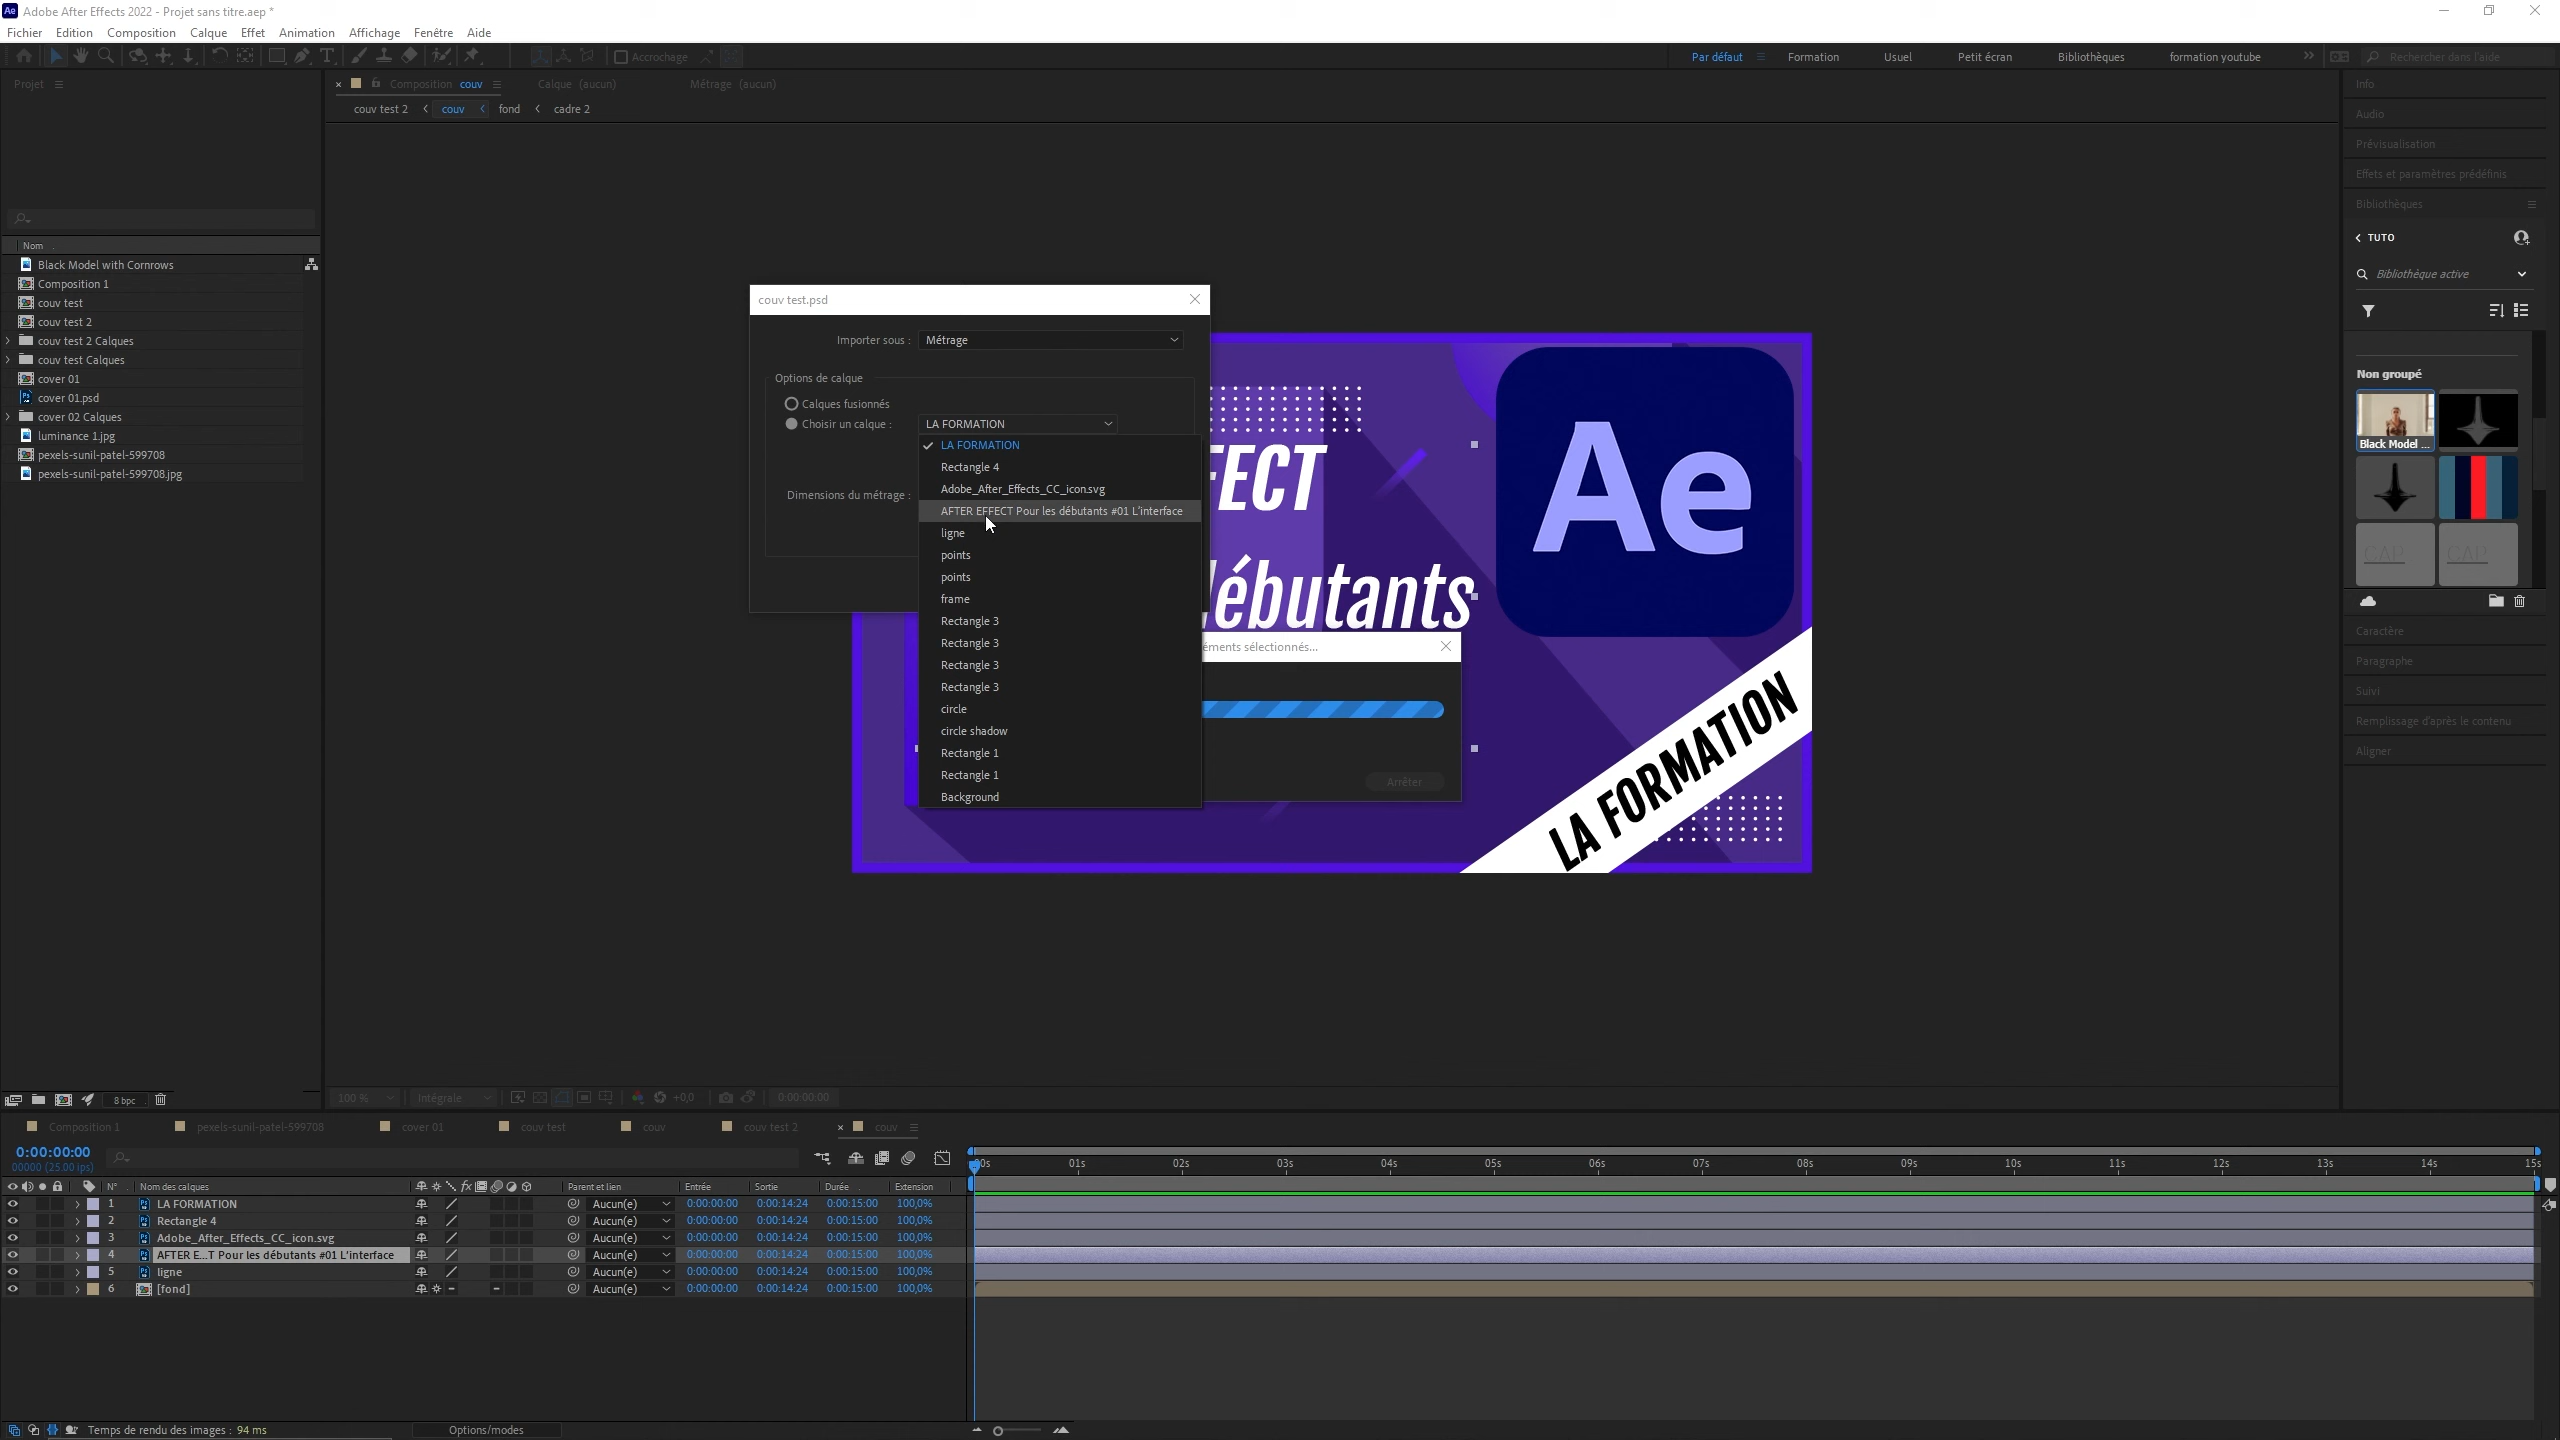 Ae Adobe After Effects 2022 - Projet sans titre.aep *
Fichier Edition Composition Calque Effet Animation Affichage Fenêtre Aide
Accrochage
Par défaut Formation Usuel Petit écran Bibliothèques formation youtube Rechercher dans l'aide
Projet
Composition couv Calque (aucun) Métrage (aucun)
couv test 2 couv fond cadre 2
Nom
Black Model with Cornrows
Composition 1
couv test
couv test 2
couv test 2 Calques
couv test Calques
cover 01
cover 01.psd
cover 02 Calques
luminance 1.jpg
pexels-sunil-patel-599708
pexels-sunil-patel-599708.jpg
8 bpc
couv test.psd
Importer sous : Métrage
Options de calque
Calques fusionnés
Choisir un calque : LA FORMATION
LA FORMATION
Rectangle 4
Adobe_After_Effects_CC_icon.svg
Dimensions du métrage :
AFTER EFFECT Pour les débutants #01 L'interface
ligne
points
points
frame
Rectangle 3
Rectangle 3
Rectangle 3
Rectangle 3
circle
circle shadow
Rectangle 1
Rectangle 1
Background
FECT
débutants
Ae
LA FORMATION
éments sélectionnés...
Arrêter
Info
Audio
Prévisualisation
Effets et paramètres prédéfinis
Bibliothèques
TUTO
Bibliothèque active
Non groupé
Black Model ...
CAP
CAP
Caractère
Paragraphe
Suivi
Remplissage d'après le contenu
Aligner
100 % Intégrale +0,0 0:00:00:00
Composition 1 pexels-sunil-patel-599708 cover 01 couv test couv couv test 2 couv
0:00:00:00
00000 (25.00 ips)
00s 01s 02s 03s 04s 05s 06s 07s 08s 09s 10s 11s 12s 13s 14s 15s
N° Nom des calques Parent et lien Entrée Sortie Durée Extension
1 LA FORMATION Aucun(e) 0:00:00:00 0:00:14:24 0:00:15:00 100,0%
2 Rectangle 4 Aucun(e) 0:00:00:00 0:00:14:24 0:00:15:00 100,0%
3 Adobe_After_Effects_CC_icon.svg Aucun(e) 0:00:00:00 0:00:14:24 0:00:15:00 100,0%
4 AFTER E...T Pour les débutants #01 L'interface Aucun(e) 0:00:00:00 0:00:14:24 0:00:15:00 100,0%
5 ligne Aucun(e) 0:00:00:00 0:00:14:24 0:00:15:00 100,0%
6 [fond] Aucun(e) 0:00:00:00 0:00:14:24 0:00:15:00 100,0%
Temps de rendu des images : 94 ms Options/modes